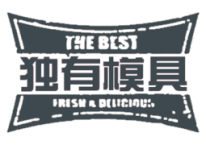 THE BEST
独有模具
FRESH & DELICIOUS